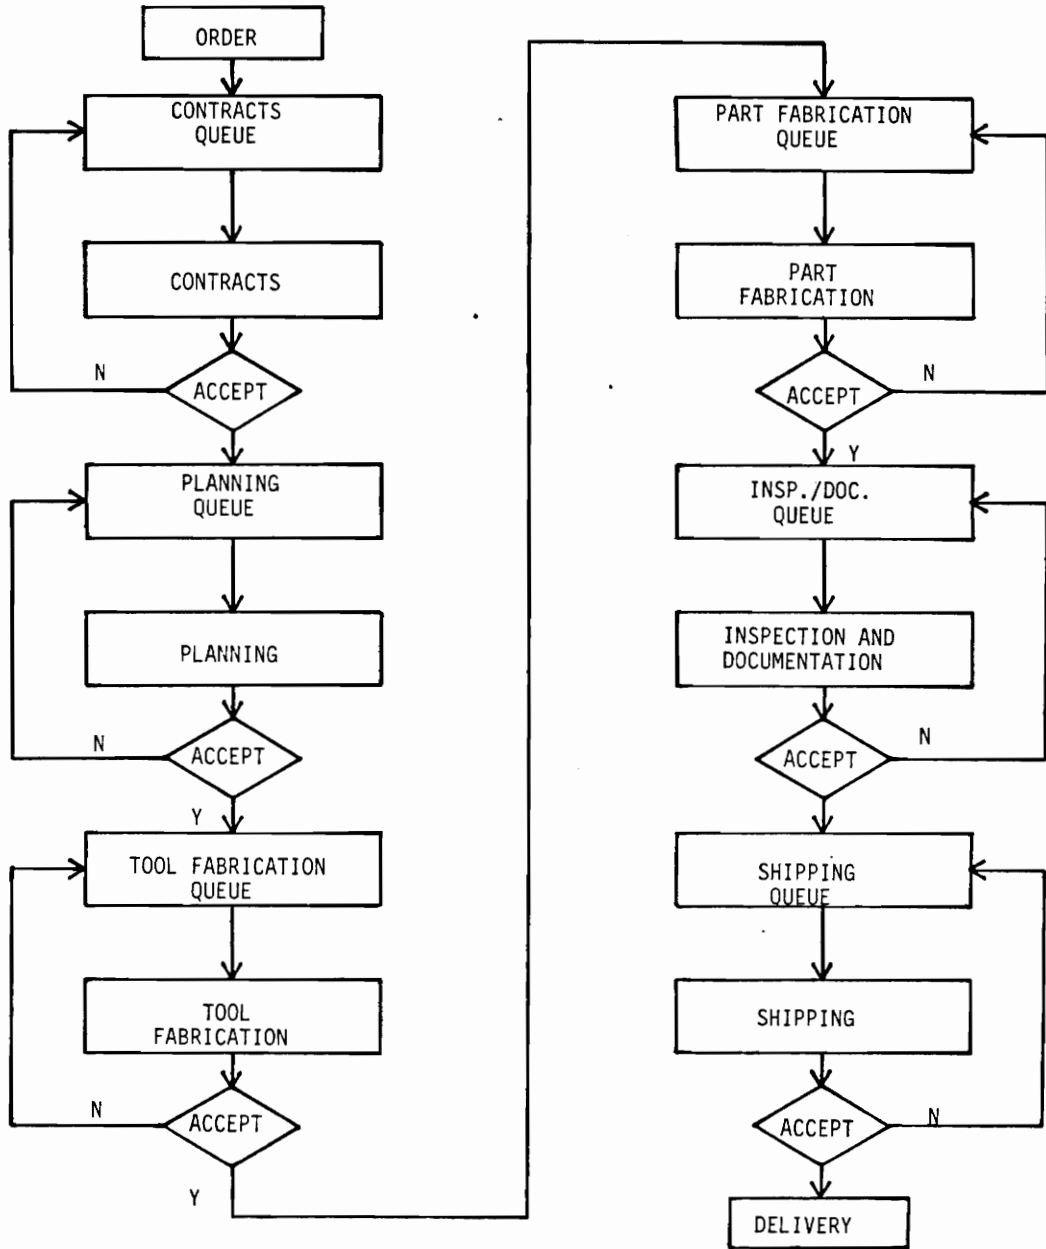 ORDER
CONTRACTS
QUEUE
CONTRACTS
N
ACCEPT
PLANNING
QUEUE
PLANNING
N
ACCEPT
Y
TOOL FABRICATION
QUEUE
TOOL
FABRICATION
N
ACCEPT
Y
PART FABRICATION
QUEUE
PART
FABRICATION
N
ACCEPT
Y
INSP./DOC.
QUEUE
INSPECTION AND
DOCUMENTATION
N
ACCEPT
SHIPPING
QUEUE
SHIPPING
N
ACCEPT
DELIVERY